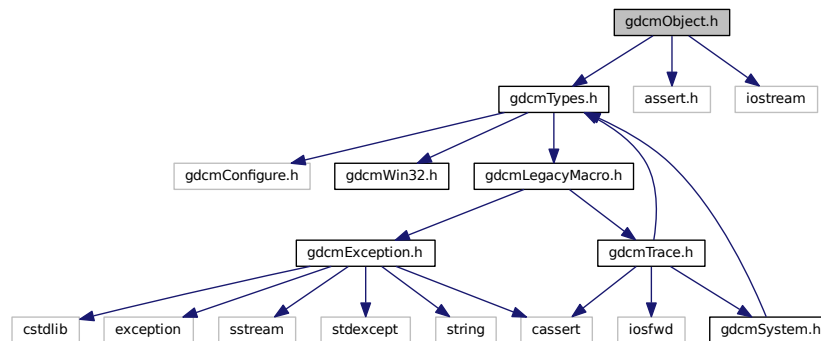 gdcmObject.h
gdcmTypes.h
assert.h
iostream
gdcmConfigure.h
gdcmWin32.h
gdcmLegacyMacro.h
gdcmException.h
gdcmTrace.h
cstdlib
exception
sstream
stdexcept
string
cassert
iosfwd
gdcmSystem.h